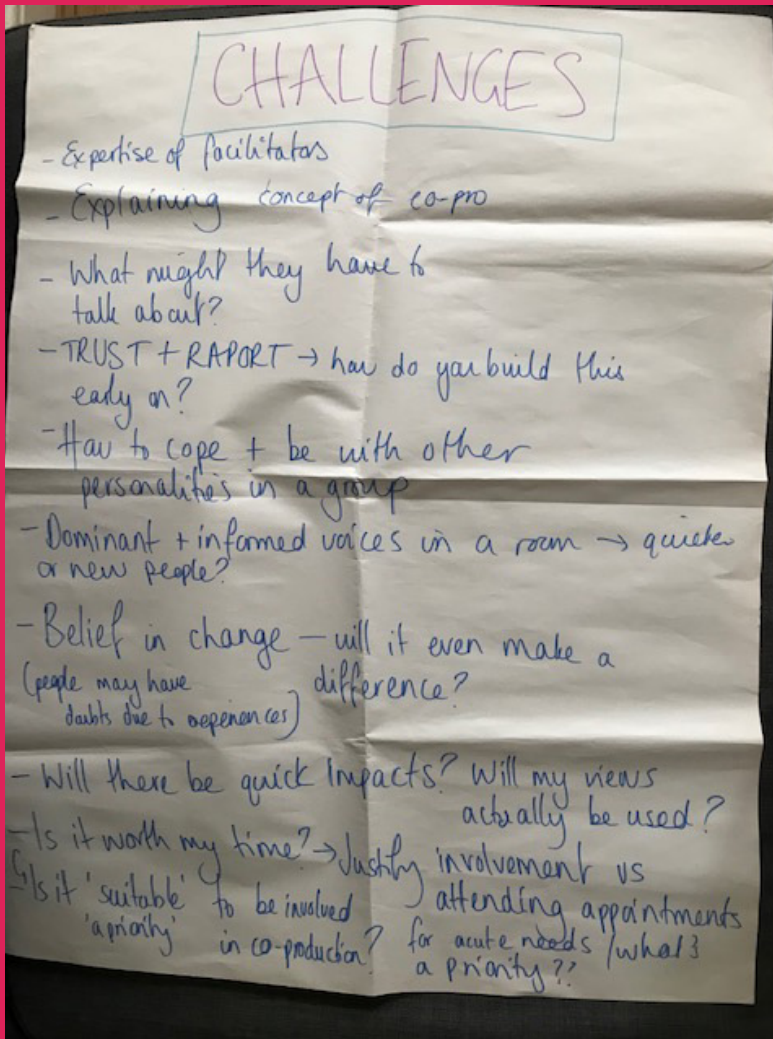 CHALLENGES
- Expertise of facilitators
- Explaining concept of co-pro
- What might they have to
talk about?
- TRUST + RAPORT → how do you build this
early on?
- How to cope + be with other
personalities in a group
- Dominant + informed voices in a room → quieter
or new people?
- Belief in change – will it even make a
difference?
(people may have
doubts due to experiences)
- Will there be quick impacts? Will my views
actually be used?
- Is it worth my time? → Justify involvement vs
attending appointments
for acute needs / what's
a priority??
- Is it 'suitable' to be involved
'a priority' in co-production?